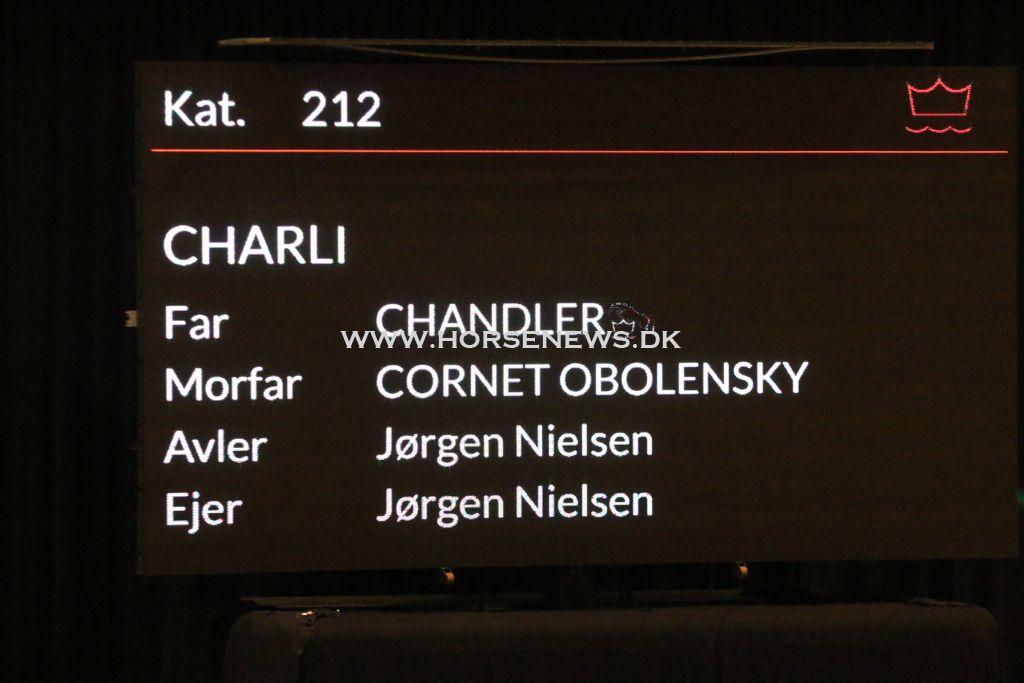 Kat. 212
CHARLI
Far CHANDLER
WWW.HORSENEWS.DK
Morfar CORNET OBOLENSKY
Avler Jørgen Nielsen
Ejer Jørgen Nielsen